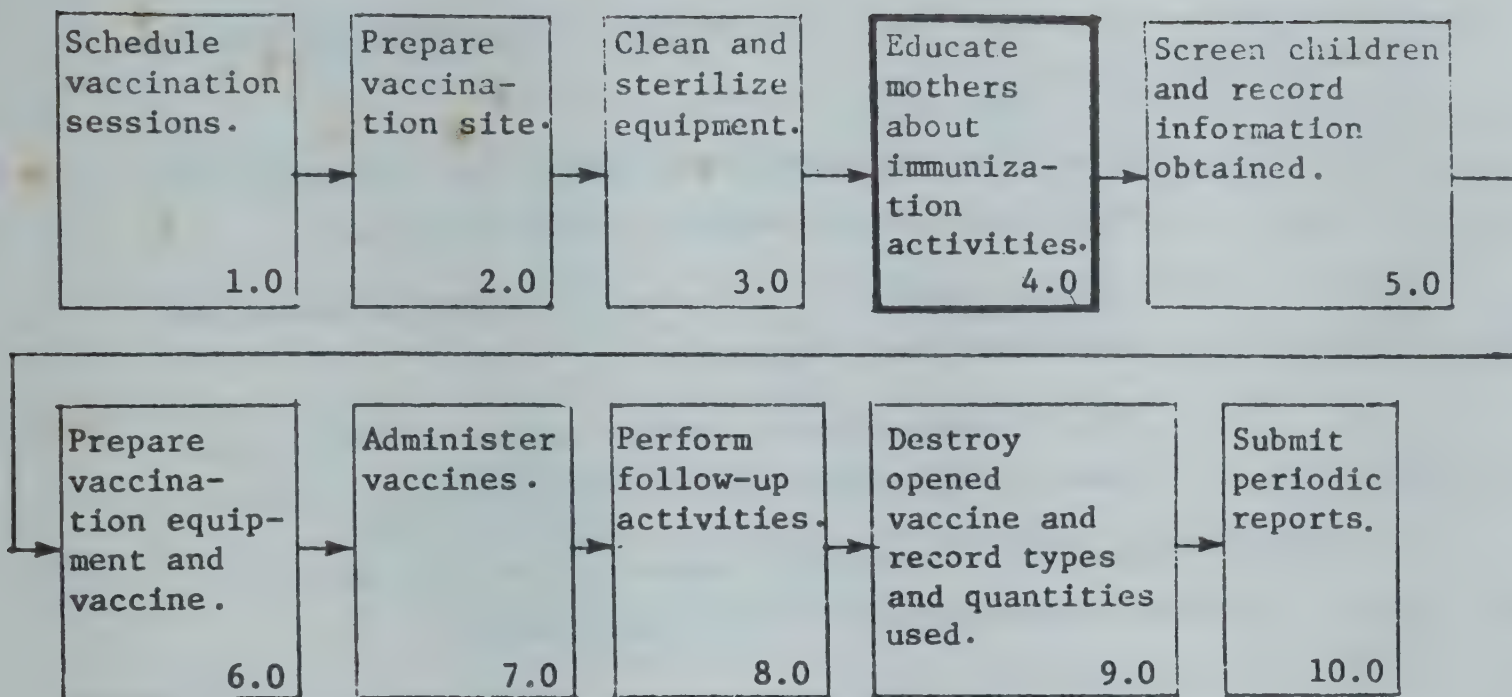 Schedule
vaccination
sessions.
1.0
Prepare
vaccina-
tion site.
2.0
Clean and
sterilize
equipment.
3.0
Educate
mothers
about
immuniza-
tion
activities.
4.0
Screen children
and record
information
obtained.
5.0
Prepare
vaccina-
tion equip-
ment and
vaccine.
6.0
Administer
vaccines.
7.0
Perform
follow-up
activities.
8.0
Destroy
opened
vaccine and
record types
and quantities
used.
9.0
Submit
periodic
reports.
10.0